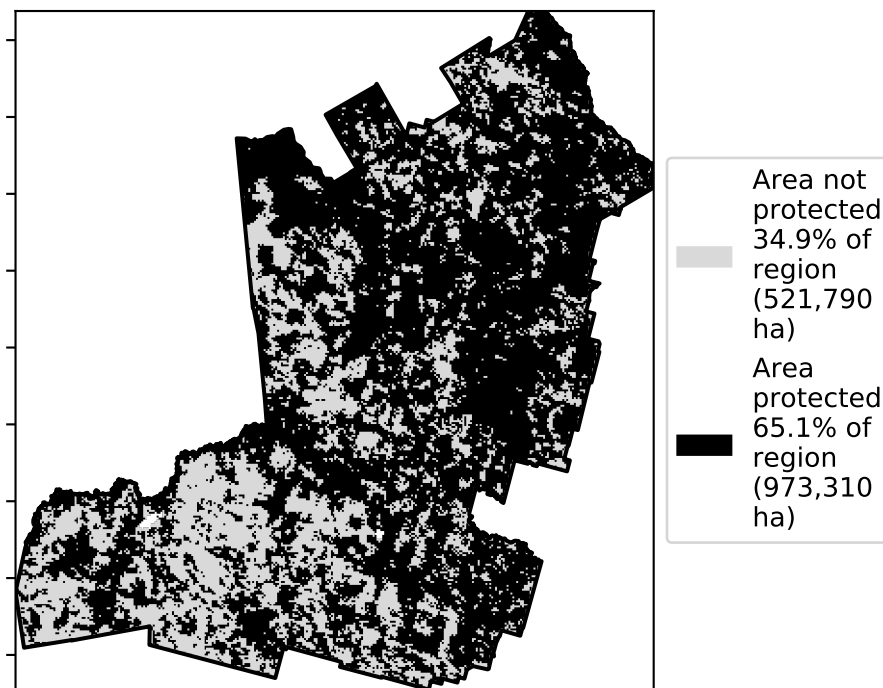 Area not
protected
34.9% of
region
(521,790
ha)
Area
protected
65.1% of
region
(973,310
ha)